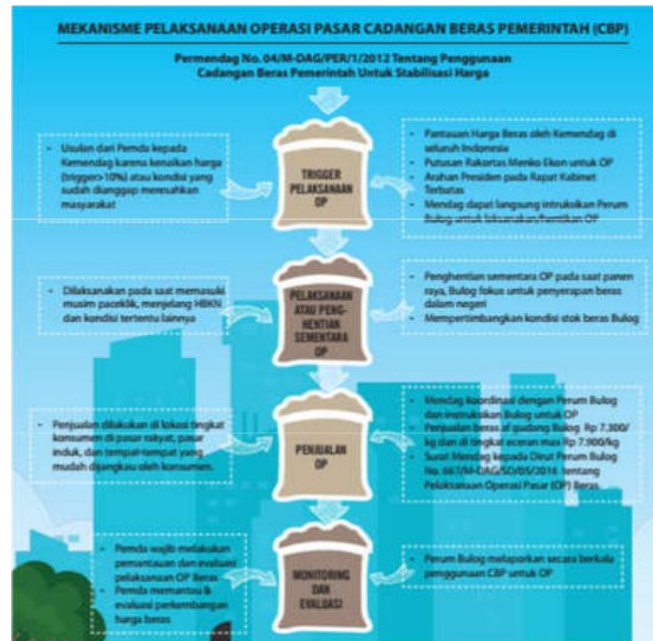 MEKANISME PELAKSANAAN OPERASI PASAR CADANGAN BERAS PEMERINTAH (CBP)
Permendag No. 04/M-DAG/PER/1/2012 Tentang Penggunaan
Cadangan Beras Pemerintah Untuk Stabilisasi Harga
- Usulan dari Pemda kepada
Kemendag karena kenaikan harga
(trigger>10%) atau kondisi yang
sudah dianggap meresahkan
masyarakat
TRIGGER
PELAKSANAAN
OP
- Pantauan Harga Beras oleh Kemendag di
seluruh Indonesia
- Putusan Rakortas Menko Ekon untuk OP
- Arahan Presiden pada Rapat Kabinet
Terbatas
- Mendag dapat langsung intruksikan Perum
Bulog untuk laksanakan/hentikan OP
- Dilaksanakan pada saat memasuki
musim paceklik, menjelang HBKN
dan kondisi tertentu lainnya
PELAKSANAAN
ATAU PENG-
HENTIAN
SEMENTARA
OP
- Penghentian sementara OP pada saat panen
raya, Bulog fokus untuk penyerapan beras
dalam negeri
- Mempertimbangkan kondisi stok beras Bulog
- Penjualan dilakukan di lokasi tingkat
konsumen di pasar rakyat, pasar
induk, dan tempat-tempat yang
mudah dijangkau oleh konsumen.
PENJUALAN
OP
- Mendag koordinasi dengan Perum Bulog
dan instruksikan Bulog untuk OP
- Penjualan beras af gudang Bulog Rp 7.300/
kg dan di tingkat eceran max Rp 7.900/kg
- Surat Mendag kepada Dirut Perum Bulog
No. 667/M-DAG/SD/05/2016 tentang
Pelaksanaan Operasi Pasar (OP) Beras
- Pemda wajib melakukan
pemantauan dan evaluasi
pelaksanaan OP Beras
- Pemda memantau &
evaluasi perkembangan
harga beras
MONITORING
DAN
EVALUASI
- Perum Bulog melaporkan secara berkala
penggunaan CBP untuk OP